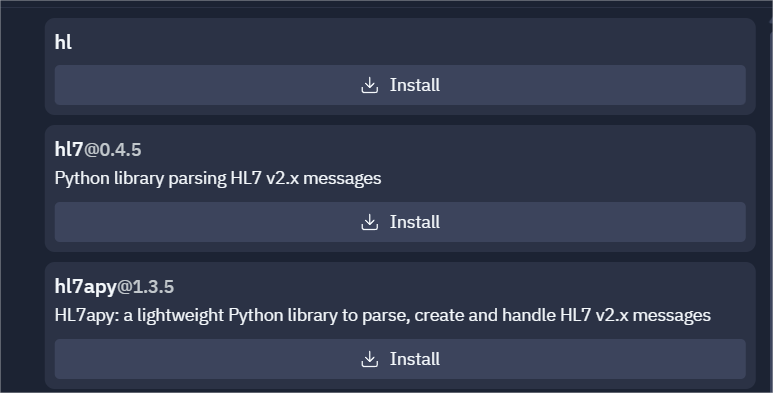 hl
Install
hl7@0.4.5
Python library parsing HL7 v2.x messages
Install
hl7apy@1.3.5
HL7apy: a lightweight Python library to parse, create and handle HL7 v2.x messages
Install